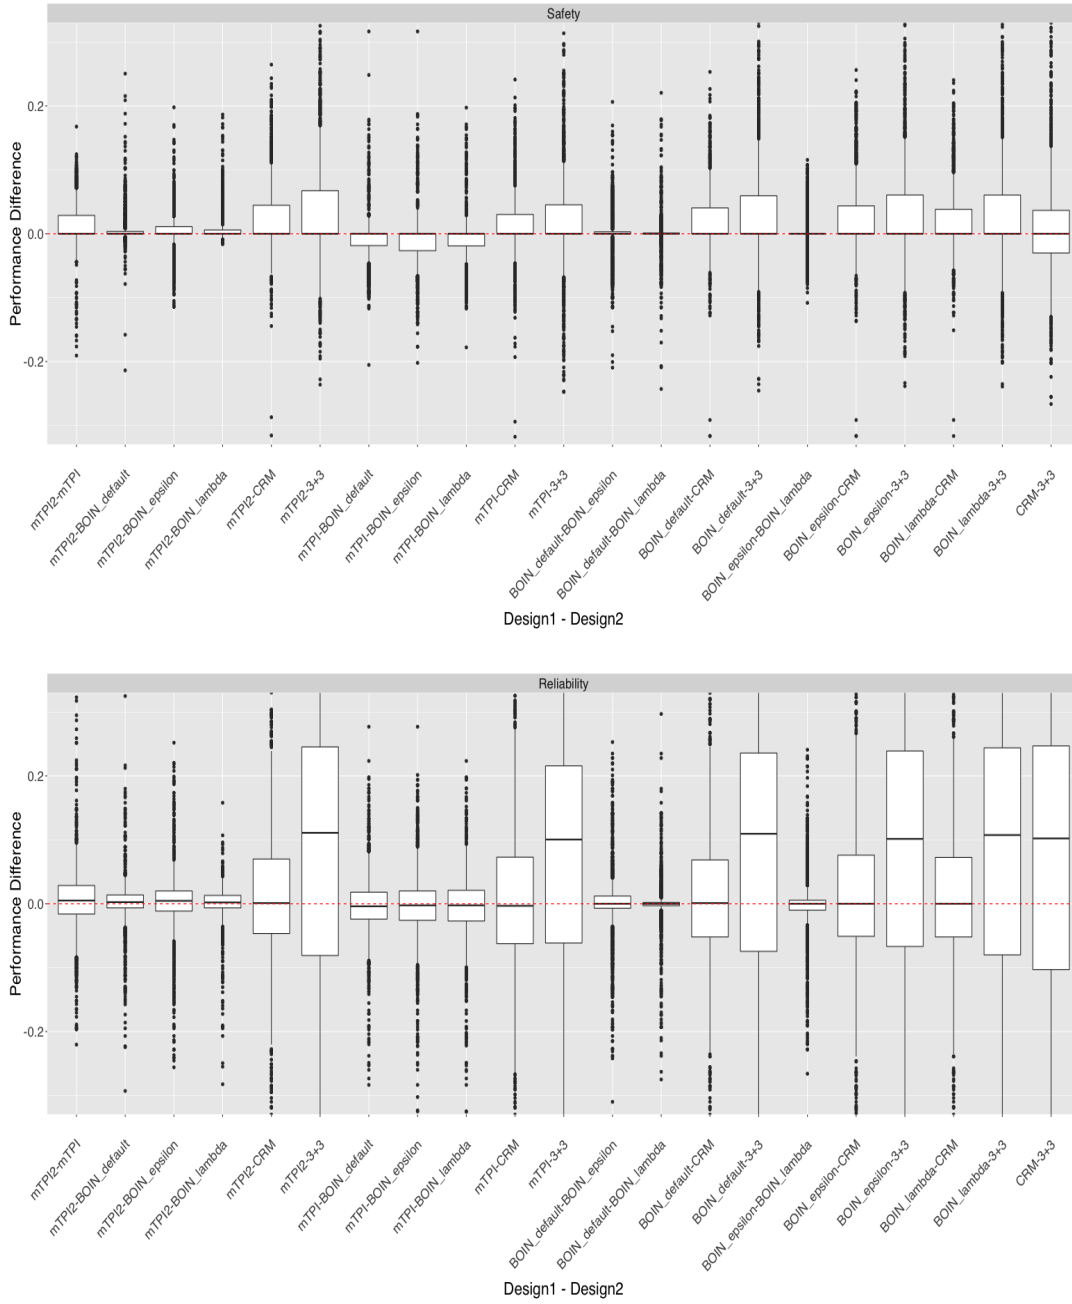 Safety
Performance Difference
0.2
0.0
-0.2
mTPI2-mTPI
mTPI2-BOIN_default
mTPI2-BOIN_epsilon
mTPI2-BOIN_lambda
mTPI2-CRM
mTPI2-3+3
mTPI-BOIN_default
mTPI-BOIN_epsilon
mTPI-BOIN_lambda
mTPI-CRM
mTPI-3+3
BOIN_default-BOIN_epsilon
BOIN_default-BOIN_lambda
BOIN_default-CRM
BOIN_default-3+3
BOIN_epsilon-BOIN_lambda
BOIN_epsilon-CRM
BOIN_epsilon-3+3
BOIN_lambda-CRM
BOIN_lambda-3+3
CRM-3+3
Design1 - Design2
Reliability
Performance Difference
0.2
0.0
-0.2
mTPI2-mTPI
mTPI2-BOIN_default
mTPI2-BOIN_epsilon
mTPI2-BOIN_lambda
mTPI2-CRM
mTPI2-3+3
mTPI-BOIN_default
mTPI-BOIN_epsilon
mTPI-BOIN_lambda
mTPI-CRM
mTPI-3+3
BOIN_default-BOIN_epsilon
BOIN_default-BOIN_lambda
BOIN_default-CRM
BOIN_default-3+3
BOIN_epsilon-BOIN_lambda
BOIN_epsilon-CRM
BOIN_epsilon-3+3
BOIN_lambda-CRM
BOIN_lambda-3+3
CRM-3+3
Design1 - Design2